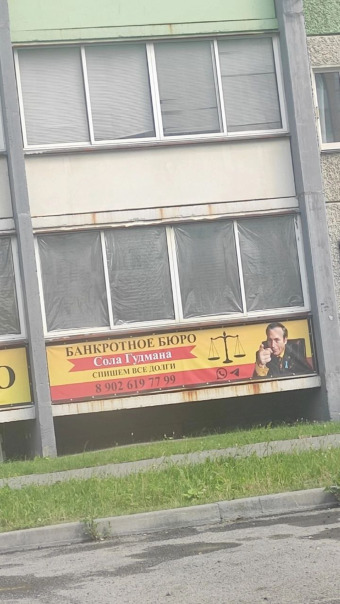 БАНКРОТНОЕ БЮРО
Сола Гудмана
СПИШЕМ ВСЕ ДОЛГИ
8 902 619 77 99
О